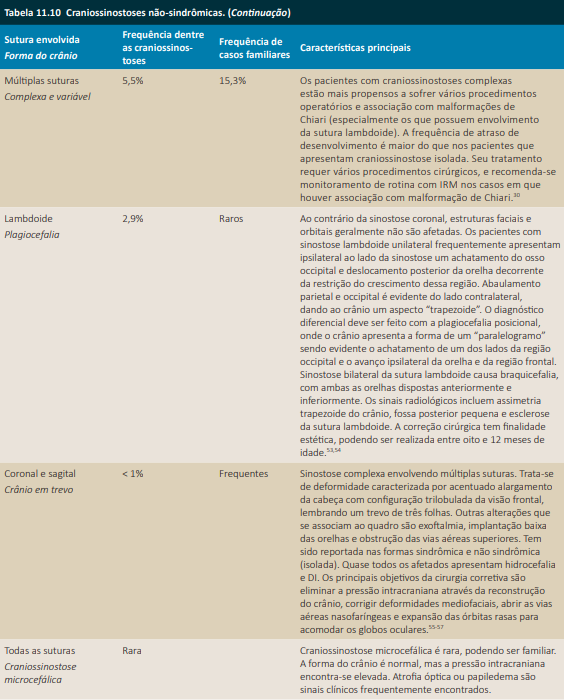 Tabela 11.10 Craniossinostoses não-sindrômicas. (Continuação)
Sutura envolvida
Forma do crânio
Frequência dentre
as craniossinos-
toses
Frequência de
casos familiares
Características principais
Múltiplas suturas
Complexa e variável
5,5%
15,3%
Os pacientes com craniossinostoses complexas
estão mais propensos a sofrer vários procedimentos
operatórios e associação com malformações de
Chiari (especialmente os que possuem envolvimento
da sutura lambdoide). A frequência de atraso de
desenvolvimento é maior do que nos pacientes que
apresentam craniossinostose isolada. Seu tratamento
requer vários procedimentos cirúrgicos, e recomenda-se
monitoramento de rotina com IRM nos casos em que
houver associação com malformação de Chiari.30
Lambdoide
Plagiocefalia
2,9%
Raros
Ao contrário da sinostose coronal, estruturas faciais e
orbitais geralmente não são afetadas. Os pacientes com
sinostose lambdoide unilateral frequentemente apresentam
ipsilateral ao lado da sinostose um achatamento do osso
occipital e deslocamento posterior da orelha decorrente
da restrição do crescimento dessa região. Abaulamento
parietal e occipital é evidente do lado contralateral,
dando ao crânio um aspecto “trapezoide”. O diagnóstico
diferencial deve ser feito com a plagiocefalia posicional,
onde o crânio apresenta a forma de um “paralelogramo”
sendo evidente o achatamento de um dos lados da região
occipital e o avanço ipsilateral da orelha e da região frontal.
Sinostose bilateral da sutura lambdoide causa braquicefalia,
com ambas as orelhas dispostas anteriormente e
inferiormente. Os sinais radiológicos incluem assimetria
trapezoide do crânio, fossa posterior pequena e esclerose
da sutura lambdoide. A correção cirúrgica tem finalidade
estética, podendo ser realizada entre oito e 12 meses de
idade.53,54
Coronal e sagital
Crânio em trevo
< 1%
Frequentes
Sinostose complexa envolvendo múltiplas suturas. Trata-se
de deformidade caracterizada por acentuado alargamento
da cabeça com configuração trilobulada da visão frontal,
lembrando um trevo de três folhas. Outras alterações que
se associam ao quadro são exoftalmia, implantação baixa
das orelhas e obstrução das vias aéreas superiores. Tem
sido reportada nas formas sindrômica e não sindrômica
(isolada). Quase todos os afetados apresentam hidrocefalia
e DI. Os principais objetivos da cirurgia corretiva são
eliminar a pressão intracraniana através da reconstrução
do crânio, corrigir deformidades mediofaciais, abrir as vias
aéreas nasofaríngeas e expansão das órbitas rasas para
acomodar os globos oculares.55-57
Todas as suturas
Craniossinostose
microcefálica
Rara
Craniossinostose microcefálica é rara, podendo ser familiar.
A forma do crânio é normal, mas a pressão intracraniana
encontra-se elevada. Atrofia óptica ou papiledema são
sinais clínicos frequentemente encontrados.